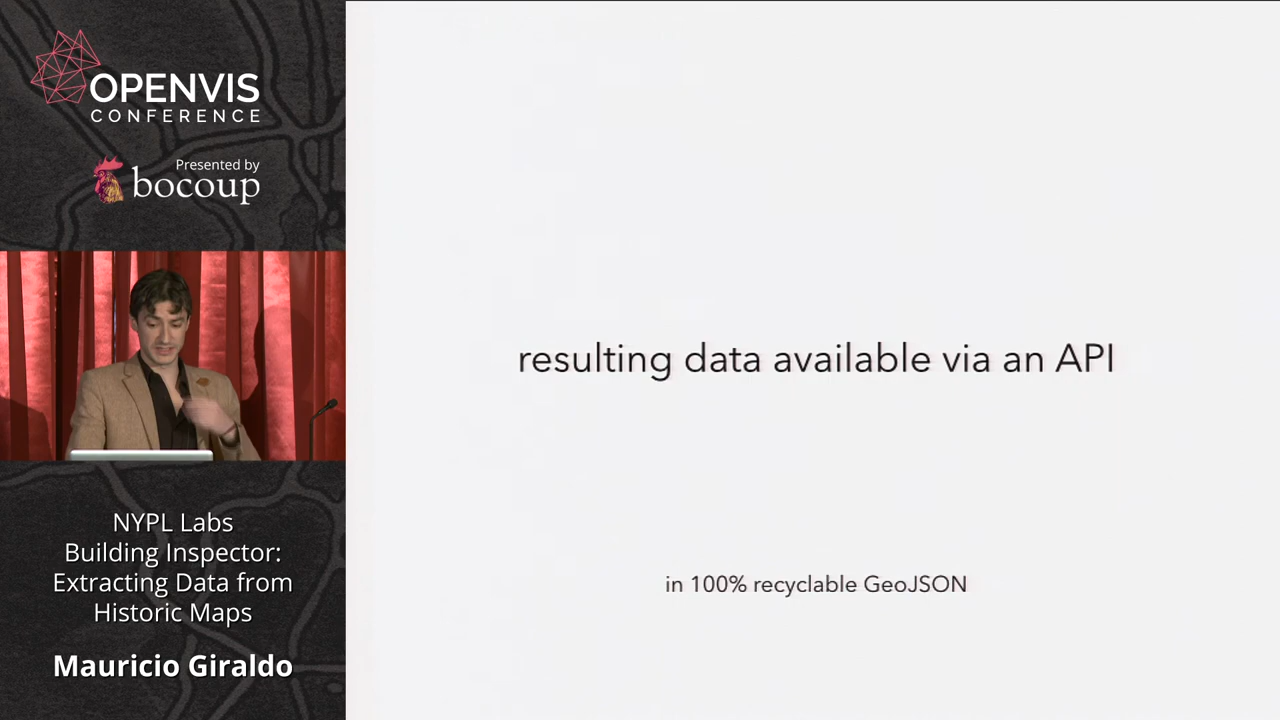 OPENVIS
CONFERENCE
Presented by
bocoup
NYPL Labs
Building Inspector:
Extracting Data from
Historic Maps
Mauricio Giraldo
resulting data available via an API
in 100% recyclable GeoJSON